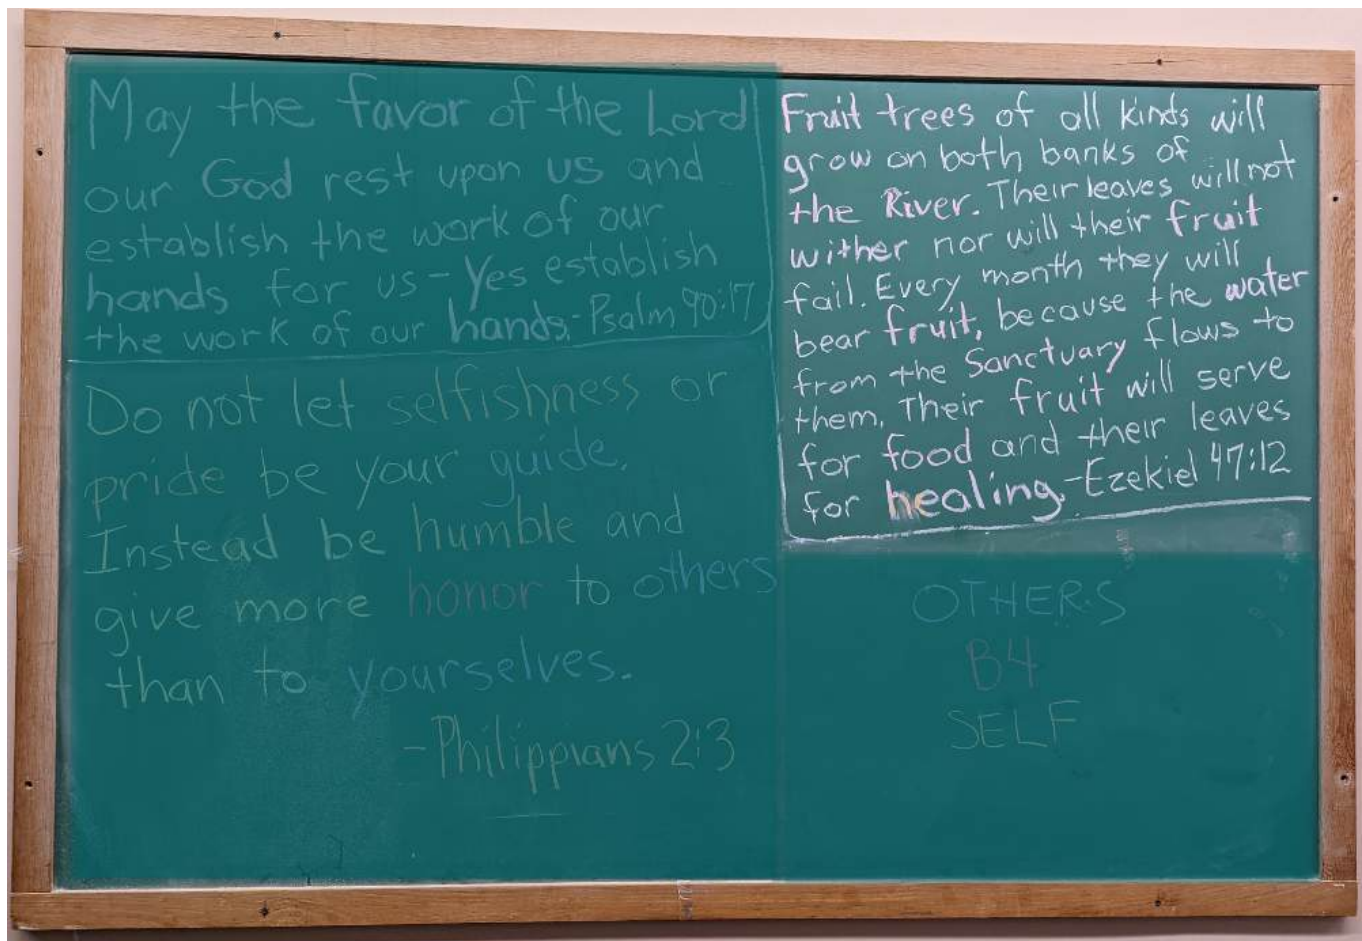 May the favor of the Lord
our God rest upon us and
establish the work of our
hands for us - Yes establish
the work of our hands. - Psalm 90:17
Do not let selfishness or
pride be your guide.
Instead be humble and
give more honor to others
than to yourselves.
- Philippians 2:3
Fruit trees of all kinds will
grow on both banks of
the River. Their leaves will not
wither nor will their fruit
fail. Every month they will
bear fruit, because the water
from the Sanctuary flows to
them. Their fruit will serve
for food and their leaves
for healing. - Ezekiel 47:12
OTHERS
B4
SELF